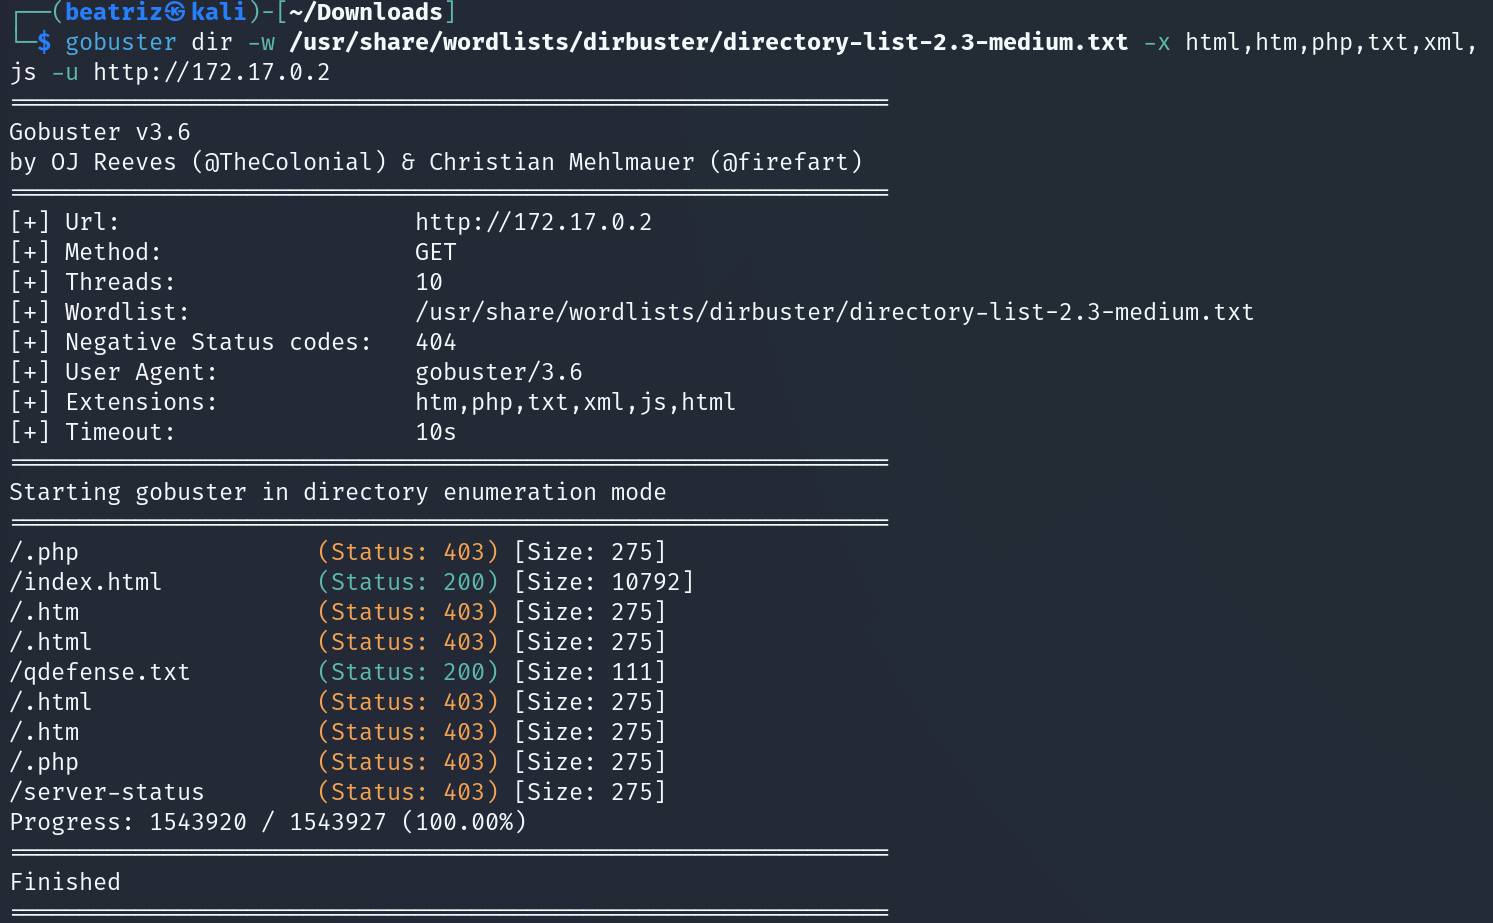 ┌──(beatriz㉿kali)-[~/Downloads]
└─$ gobuster dir -w /usr/share/wordlists/dirbuster/directory-list-2.3-medium.txt -x html,htm,php,txt,xml,
js -u http://172.17.0.2
===============================================================
Gobuster v3.6
by OJ Reeves (@TheColonial) & Christian Mehlmauer (@firefart)
===============================================================
[+] Url:                     http://172.17.0.2
[+] Method:                  GET
[+] Threads:                 10
[+] Wordlist:                /usr/share/wordlists/dirbuster/directory-list-2.3-medium.txt
[+] Negative Status codes:   404
[+] User Agent:              gobuster/3.6
[+] Extensions:              htm,php,txt,xml,js,html
[+] Timeout:                 10s
===============================================================
Starting gobuster in directory enumeration mode
===============================================================
/.php                 (Status: 403) [Size: 275]
/index.html           (Status: 200) [Size: 10792]
/.htm                 (Status: 403) [Size: 275]
/.html                (Status: 403) [Size: 275]
/qdefense.txt         (Status: 200) [Size: 111]
/.html                (Status: 403) [Size: 275]
/.htm                 (Status: 403) [Size: 275]
/.php                 (Status: 403) [Size: 275]
/server-status        (Status: 403) [Size: 275]
Progress: 1543920 / 1543927 (100.00%)
===============================================================
Finished
===============================================================